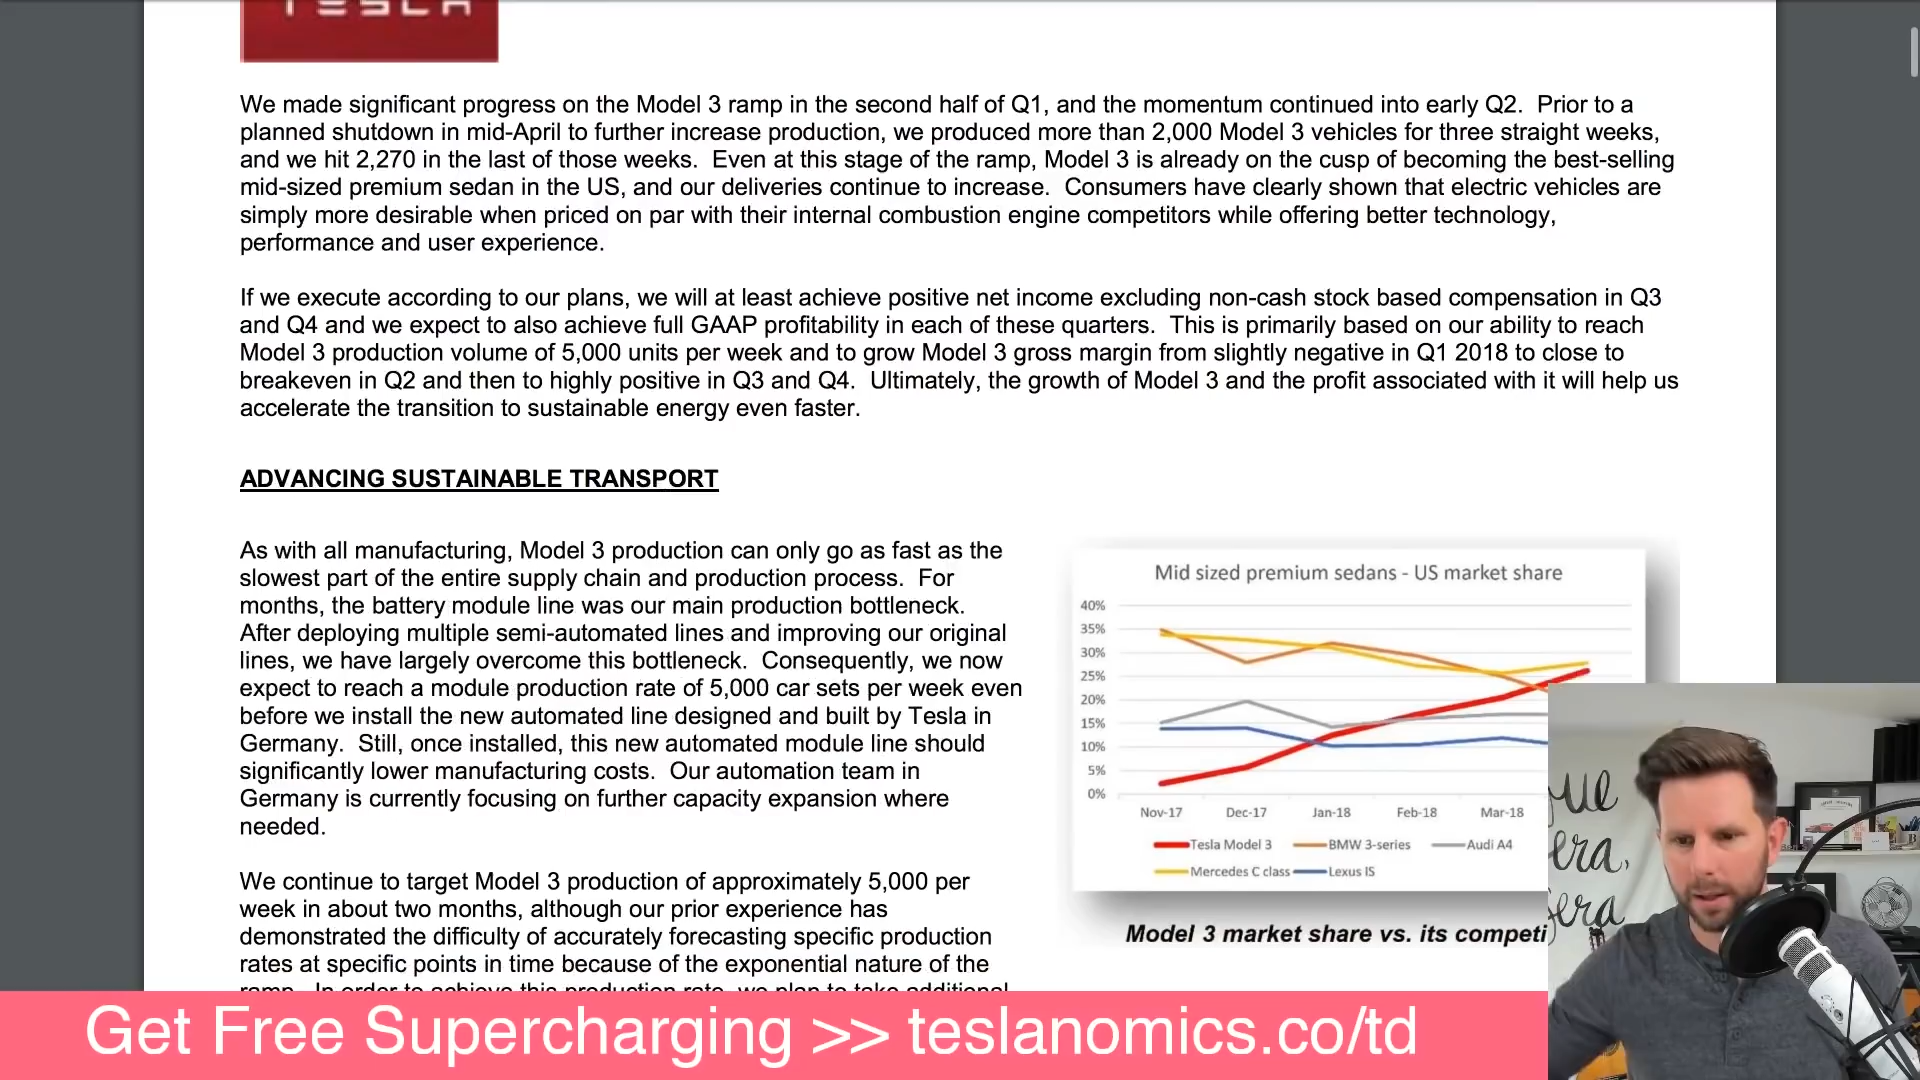 TESLA
We made significant progress on the Model 3 ramp in the second half of Q1, and the momentum continued into early Q2. Prior to a
planned shutdown in mid-April to further increase production, we produced more than 2,000 Model 3 vehicles for three straight weeks,
and we hit 2,270 in the last of those weeks. Even at this stage of the ramp, Model 3 is already on the cusp of becoming the best-selling
mid-sized premium sedan in the US, and our deliveries continue to increase. Consumers have clearly shown that electric vehicles are
simply more desirable when priced on par with their internal combustion engine competitors while offering better technology,
performance and user experience.
If we execute according to our plans, we will at least achieve positive net income excluding non-cash stock based compensation in Q3
and Q4 and we expect to also achieve full GAAP profitability in each of these quarters. This is primarily based on our ability to reach
Model 3 production volume of 5,000 units per week and to grow Model 3 gross margin from slightly negative in Q1 2018 to close to
breakeven in Q2 and then to highly positive in Q3 and Q4. Ultimately, the growth of Model 3 and the profit associated with it will help us
accelerate the transition to sustainable energy even faster.
ADVANCING SUSTAINABLE TRANSPORT
As with all manufacturing, Model 3 production can only go as fast as the
slowest part of the entire supply chain and production process. For
months, the battery module line was our main production bottleneck.
After deploying multiple semi-automated lines and improving our original
lines, we have largely overcome this bottleneck. Consequently, we now
expect to reach a module production rate of 5,000 car sets per week even
before we install the new automated line designed and built by Tesla in
Germany. Still, once installed, this new automated module line should
significantly lower manufacturing costs. Our automation team in
Germany is currently focusing on further capacity expansion where
needed.
We continue to target Model 3 production of approximately 5,000 per
week in about two months, although our prior experience has
demonstrated the difficulty of accurately forecasting specific production
rates at specific points in time because of the exponential nature of the
ramp. In order to achieve this production rate, we plan to take additional
Mid sized premium sedans - US market share
40%
35%
30%
25%
20%
15%
10%
5%
0%
Nov-17 Dec-17 Jan-18 Feb-18 Mar-18
Tesla Model 3 BMW 3-series Audi A4
Mercedes C class Lexus IS
Model 3 market share vs. its competi
ue
era,
sera
Get Free Supercharging >> teslanomics.co/td